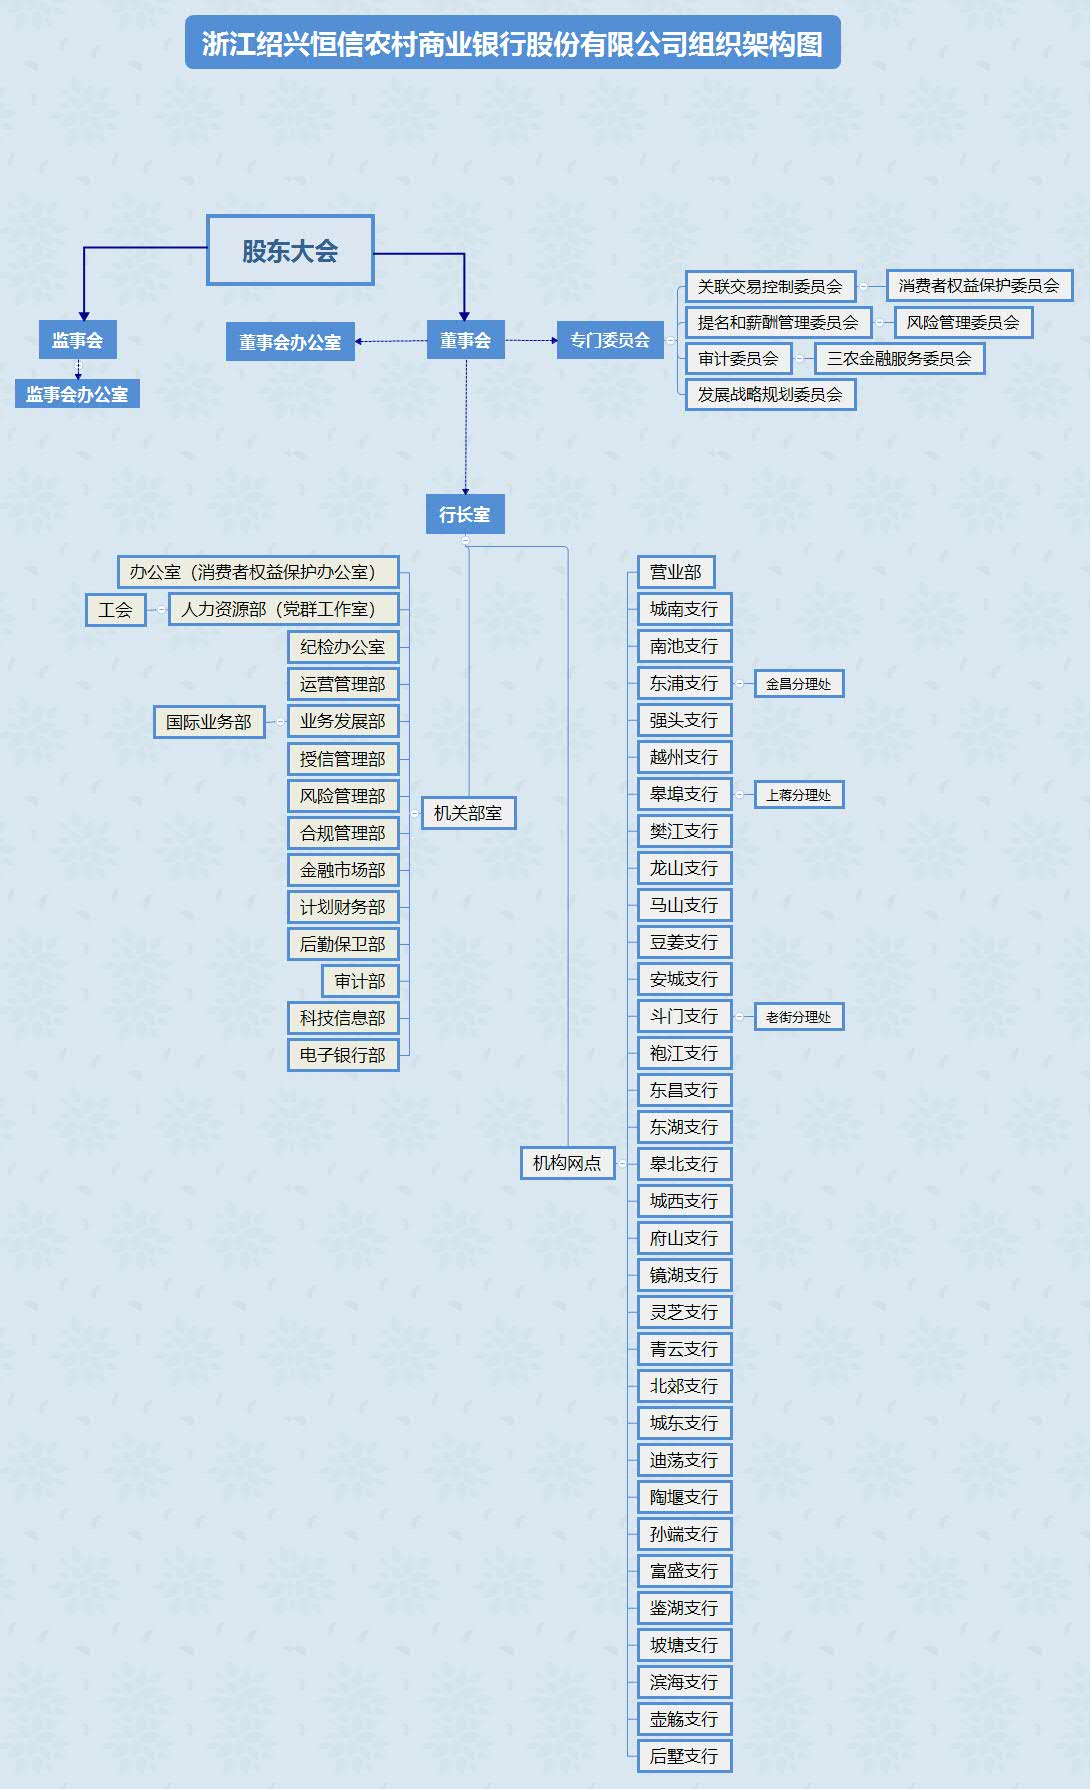 浙江绍兴恒信农村商业银行股份有限公司组织架构图
股东大会
监事会
监事会办公室
董事会办公室
董事会
专门委员会
关联交易控制委员会
消费者权益保护委员会
提名和薪酬管理委员会
风险管理委员会
审计委员会
三农金融服务委员会
发展战略规划委员会
行长室
机关部室
办公室（消费者权益保护办公室）
人力资源部（党群工作室）
工会
纪检办公室
运营管理部
业务发展部
国际业务部
授信管理部
风险管理部
合规管理部
金融市场部
计划财务部
后勤保卫部
审计部
科技信息部
电子银行部
机构网点
营业部
城南支行
南池支行
东浦支行
金昌分理处
强头支行
越州支行
皋埠支行
上蒋分理处
樊江支行
龙山支行
马山支行
豆姜支行
安城支行
斗门支行
老街分理处
袍江支行
东昌支行
东湖支行
皋北支行
城西支行
府山支行
镜湖支行
灵芝支行
青云支行
北郊支行
城东支行
迪荡支行
陶堰支行
孙端支行
富盛支行
鉴湖支行
坡塘支行
滨海支行
壶觞支行
后墅支行